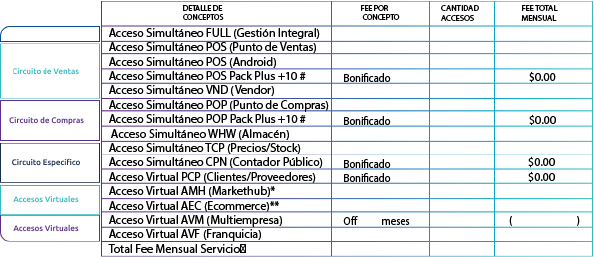 DETALLE DE CONCEPTOS FEE POR CONCEPTO CANTIDAD ACCESOS FEE TOTAL MENSUAL
Acceso Simultáneo FULL (Gestión Integral)
Acceso Simultáneo POS (Punto de Ventas)
Acceso Simultáneo POS (Android)
Circuito de Ventas
Acceso Simultáneo POS Pack Plus +10 # Bonificado $0.00
Acceso Simultáneo VND (Vendor)
Acceso Simultáneo POP (Punto de Compras)
Circuito de Compras
Acceso Simultáneo POP Pack Plus +10 # Bonificado $0.00
Acceso Simultáneo WHW (Almacén)
Acceso Simultáneo TCP (Precios/Stock)
Circuito Específico
Acceso Simultáneo CPN (Contador Público) Bonificado $0.00
Acceso Virtual PCP (Clientes/Proveedores) Bonificado $0.00
Acceso Virtual AMH (Markethub)*
Accesos Virtuales
Acceso Virtual AEC (Ecommerce)**
Acceso Virtual AVM (Multiempresa) Off meses ( )
Accesos Virtuales
Acceso Virtual AVF (Franquicia)
Total Fee Mensual Servicio